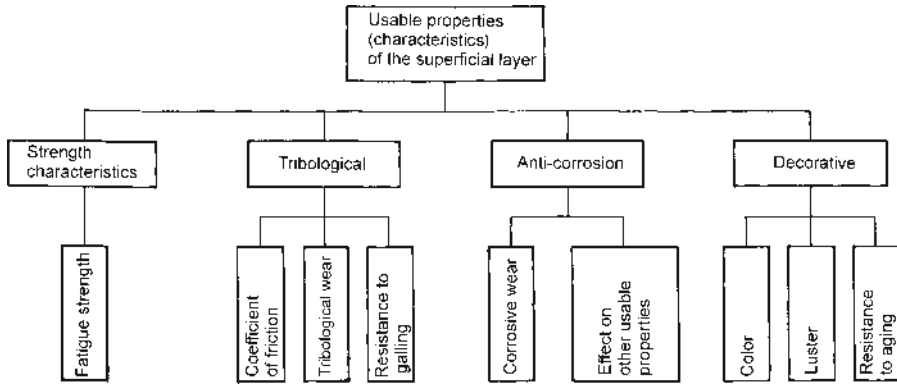 Usable properties
(characteristics)
of the superficial layer
Strength
characteristics
Tribological
Anti-corrosion
Decorative
Fatigue strength
Coefficient
of friction
Tribological wear
Resistance to
galling
Corrosive wear
Effect on
other usable
properties
Color
Luster
Resistance
to aging